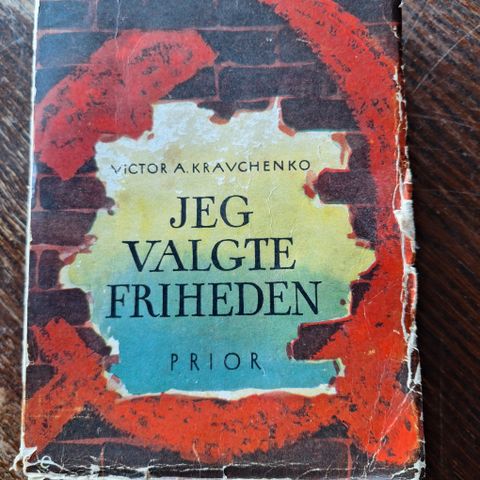 VICTOR A. KRAVCHENKO
JEG
VALGTE
FRIHEDEN
PRIOR